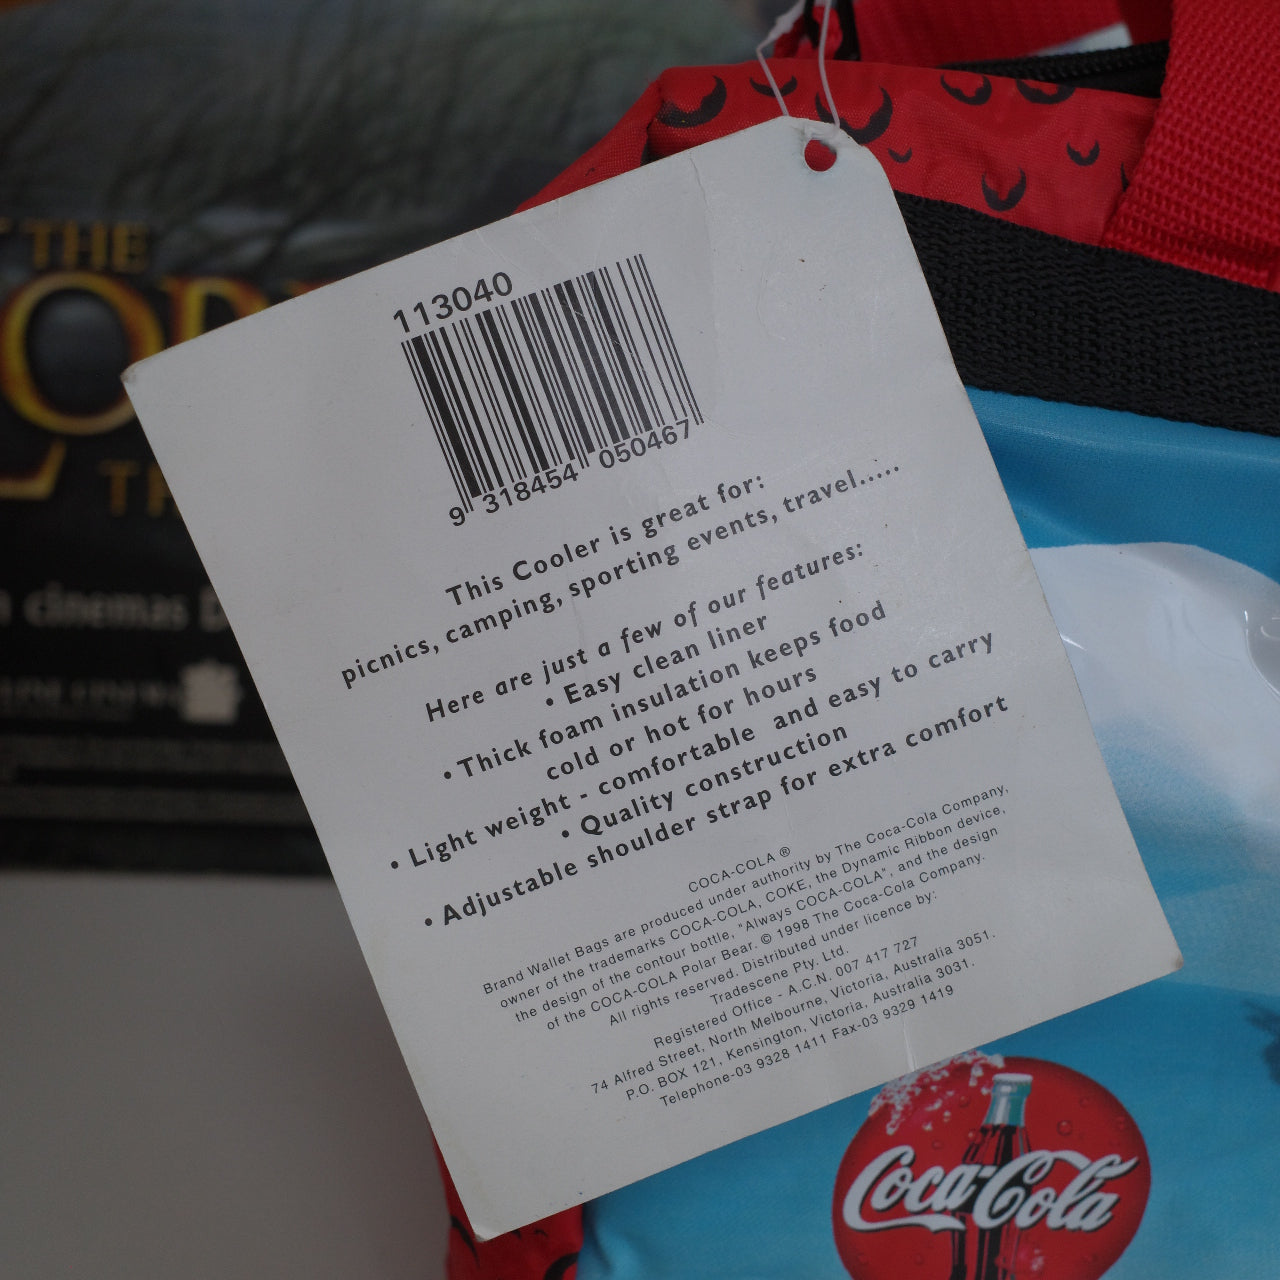 THE
cinemas
113040
9 318454 050467
This Cooler is great for:
picnics, camping, sporting events, travel.....
Here are just a few of our features:
• Easy clean liner
• Thick foam insulation keeps food
cold or hot for hours
• Light weight - comfortable and easy to carry
• Quality construction
• Adjustable shoulder strap for extra comfort
COCA-COLA ®
Brand Wallet Bags are produced under authority by The Coca-Cola Company,
owner of the trademarks COCA-COLA, COKE, the Dynamic Ribbon device,
the design of the contour bottle, "Always COCA-COLA", and the design
of the COCA-COLA Polar Bear. © 1998 The Coca-Cola Company.
All rights reserved. Distributed under licence by:
Tradescene Pty. Ltd.
Registered Office - A.C.N. 007 417 727
74 Alfred Street, North Melbourne, Victoria, Australia 3051.
P.O. BOX 121, Kensington, Victoria, Australia 3031.
Telephone-03 9328 1411 Fax-03 9329 1419
Coca-Cola